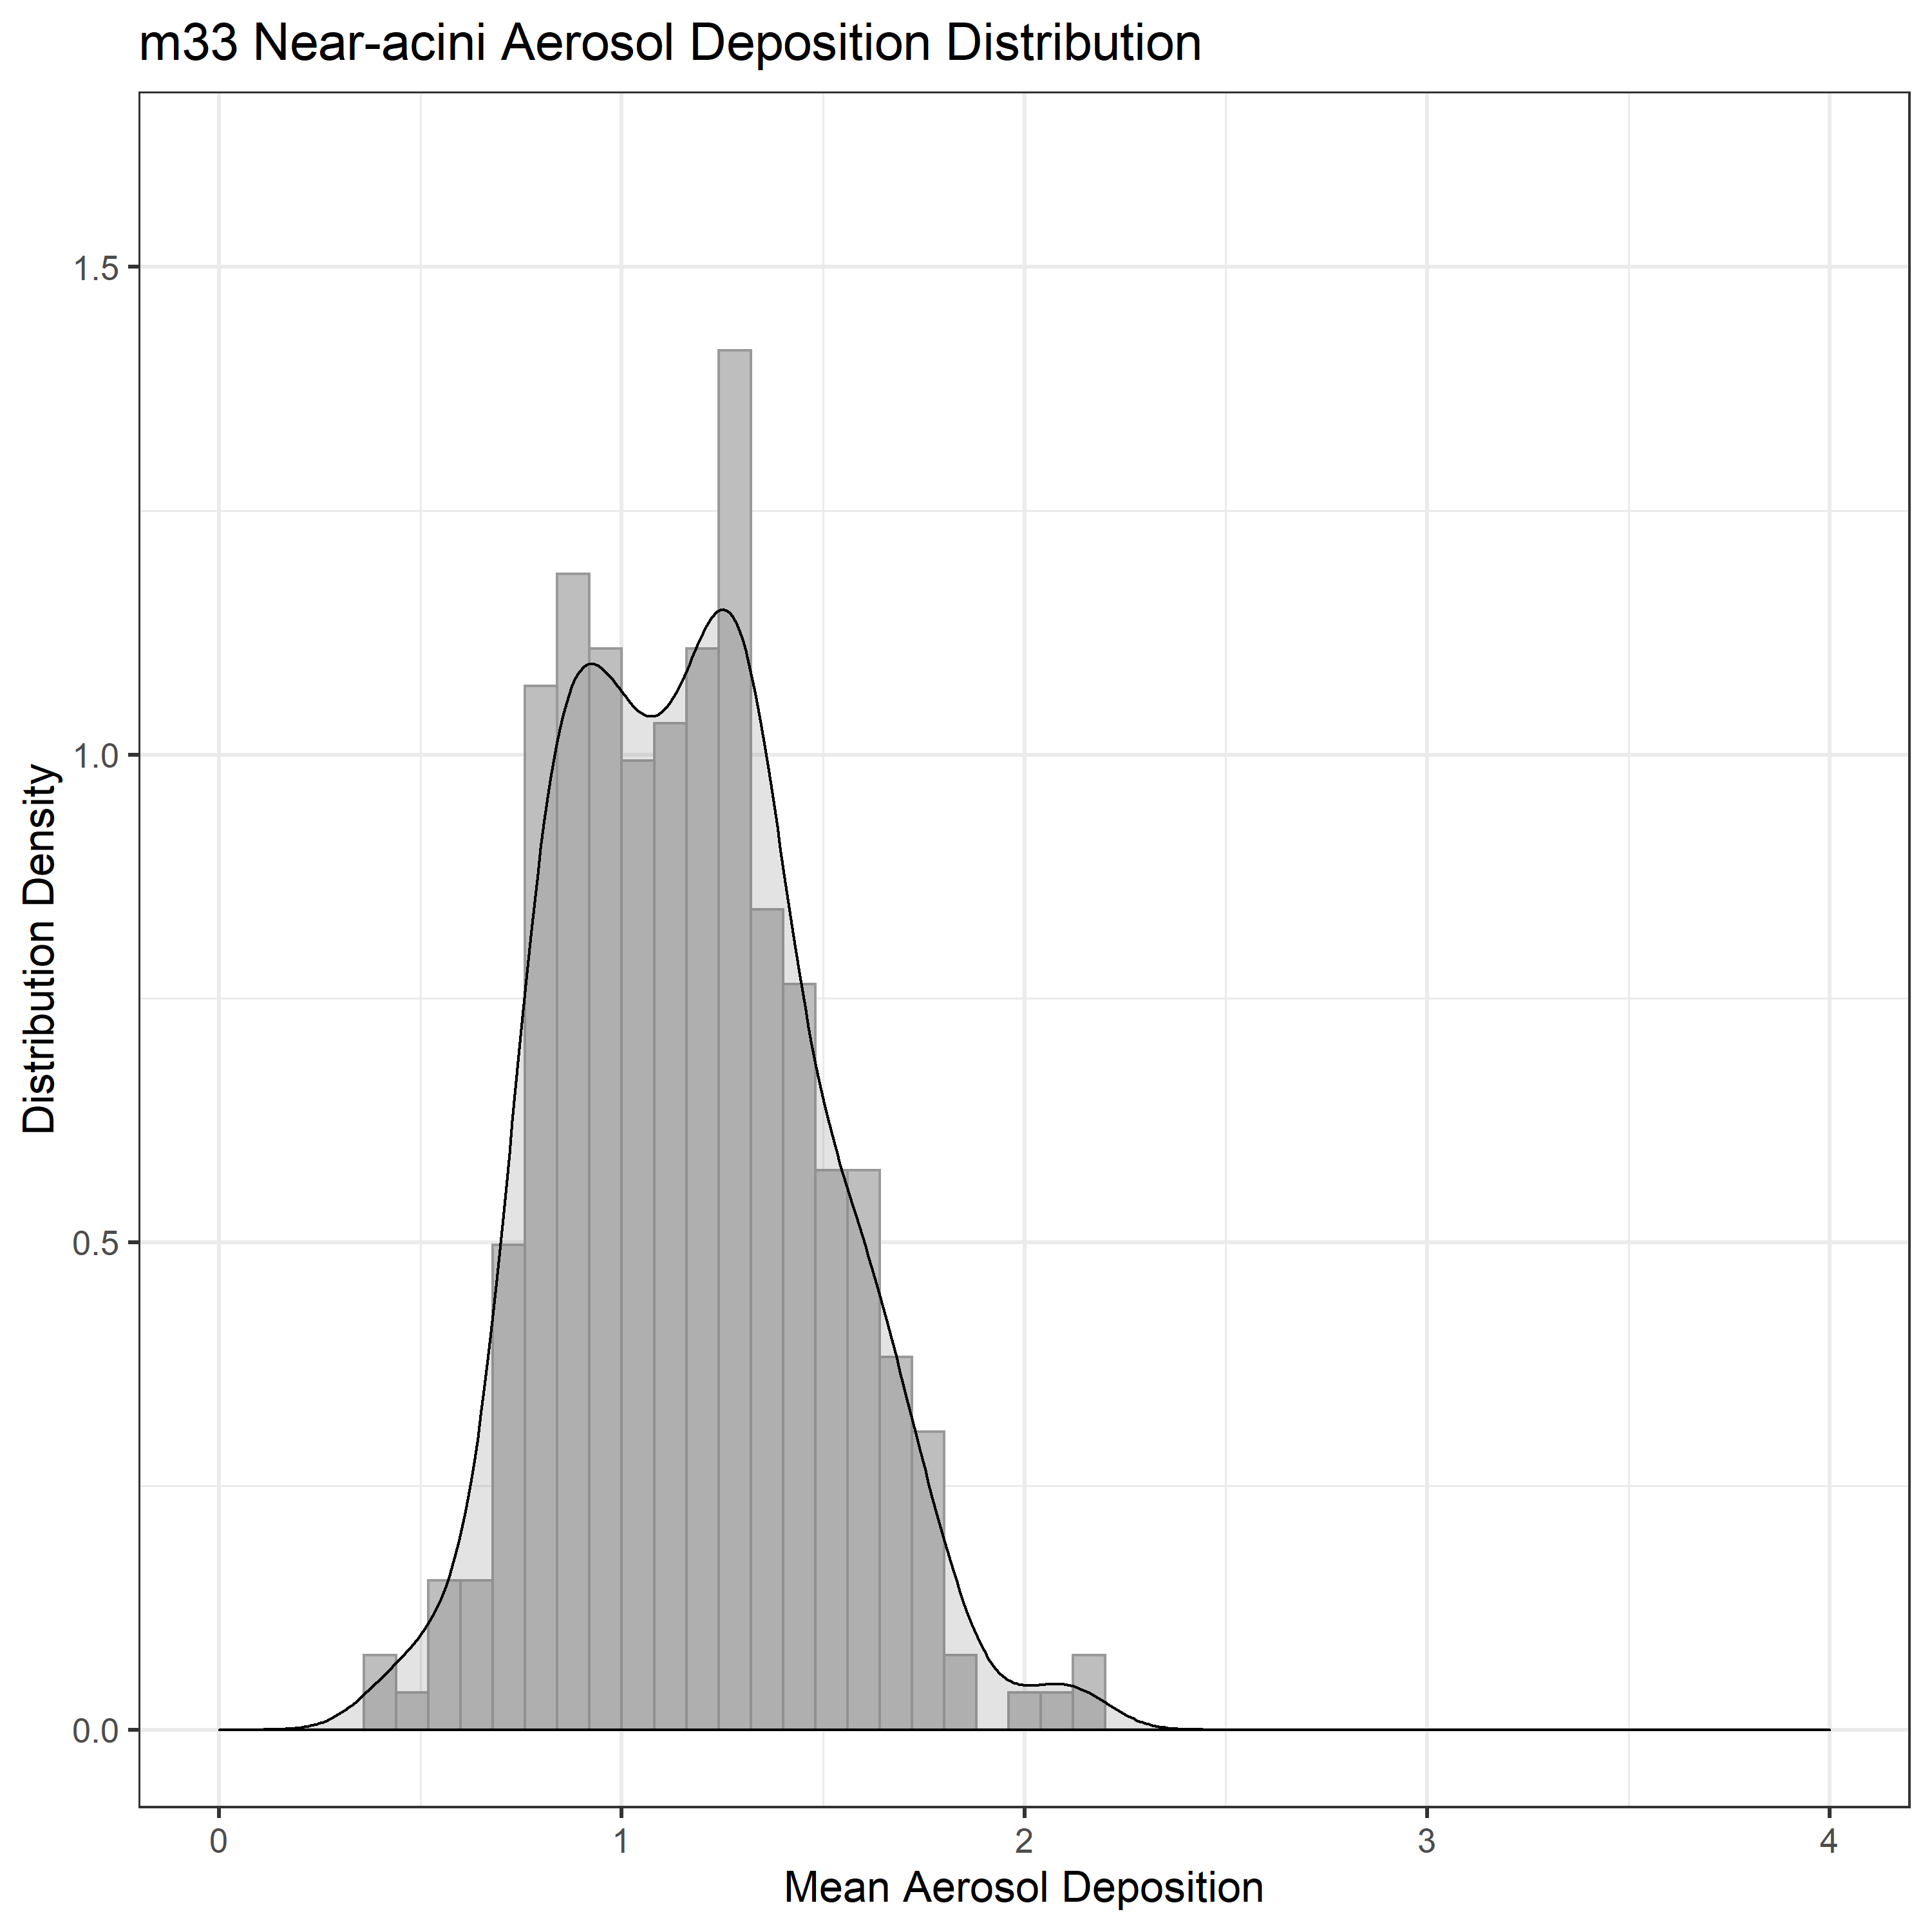 m33 Near-acini Aerosol Deposition Distribution
Distribution Density
1.5
1.0
0.5
0.0
0 1 2 3 4
Mean Aerosol Deposition